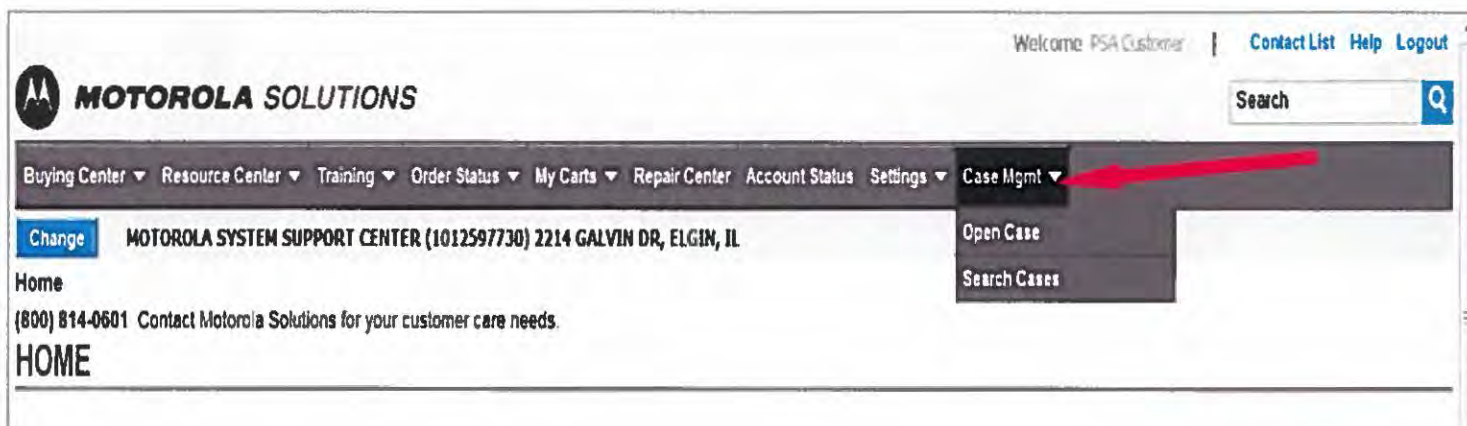 Welcome PSA Customer | Contact List Help Logout
MOTOROLA SOLUTIONS
Search
Buying Center ▼ Resource Center ▼ Training ▼ Order Status ▼ My Carts ▼ Repair Center Account Status Settings ▼ Case Mgmt ▼
Change MOTOROLA SYSTEM SUPPORT CENTER (1012597730) 2214 GALVIN DR, ELGIN, IL
Open Case
Home
Search Cases
(800) 814-0601 Contact Motorola Solutions for your customer care needs.
HOME